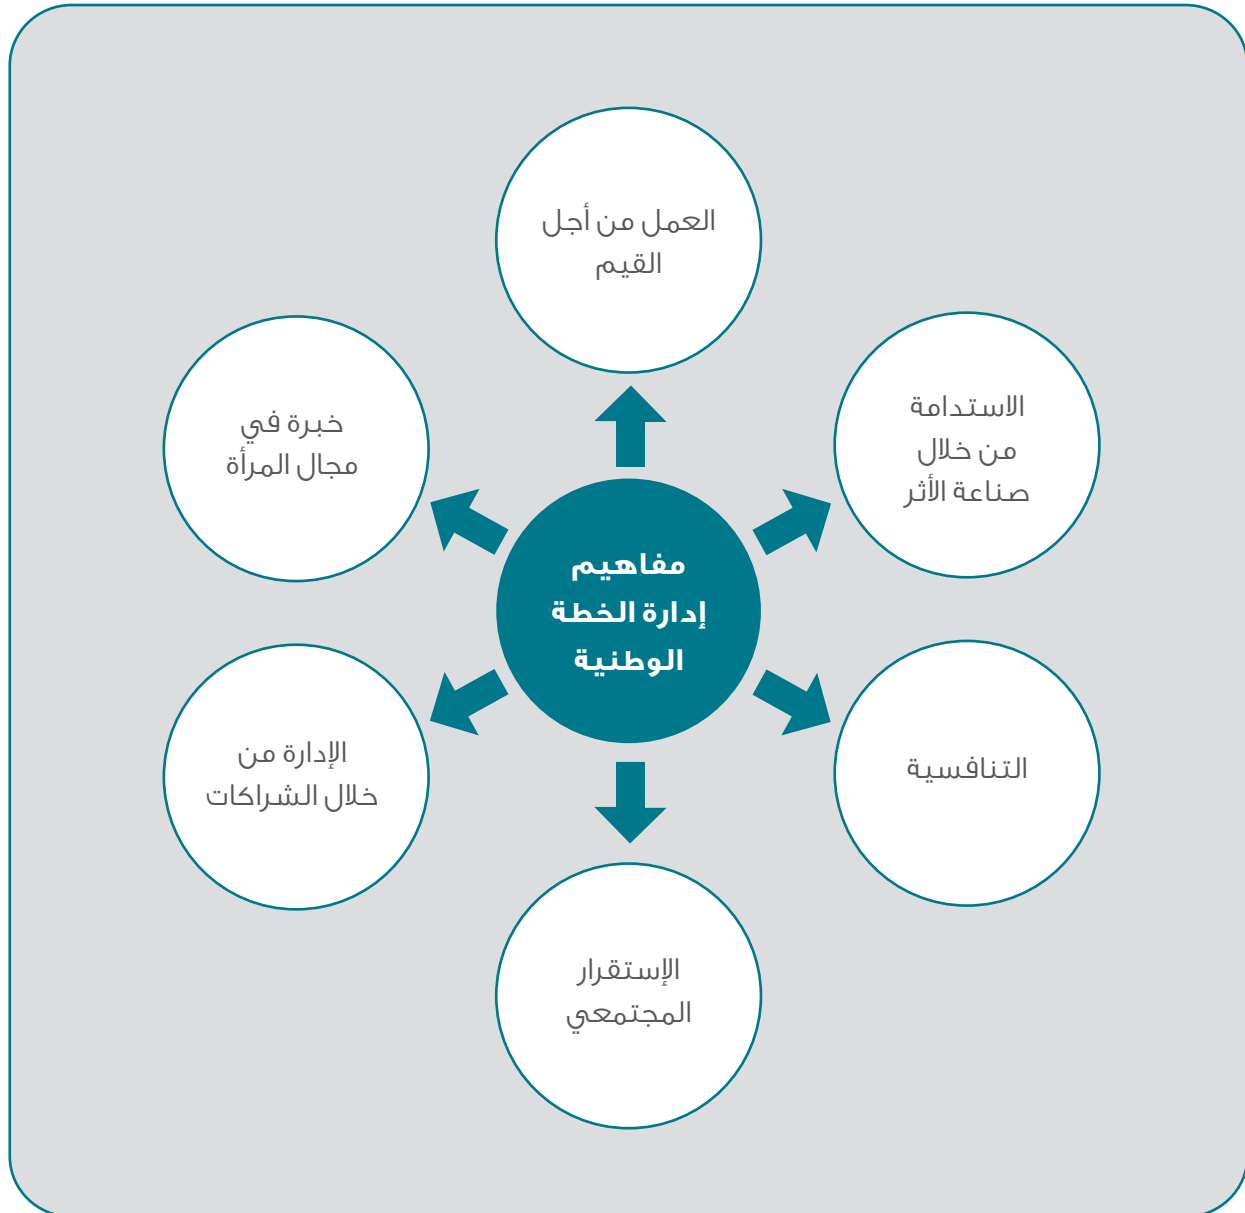 العمل من أجل
القيم
الاستدامة
من خلال
صناعة الأثر
خبرة في
مجال المرأة
مفاهيم
إدارة الخطة
الوطنية
التنافسية
الإدارة من
خلال الشراكات
الإستقرار
المجتمعي